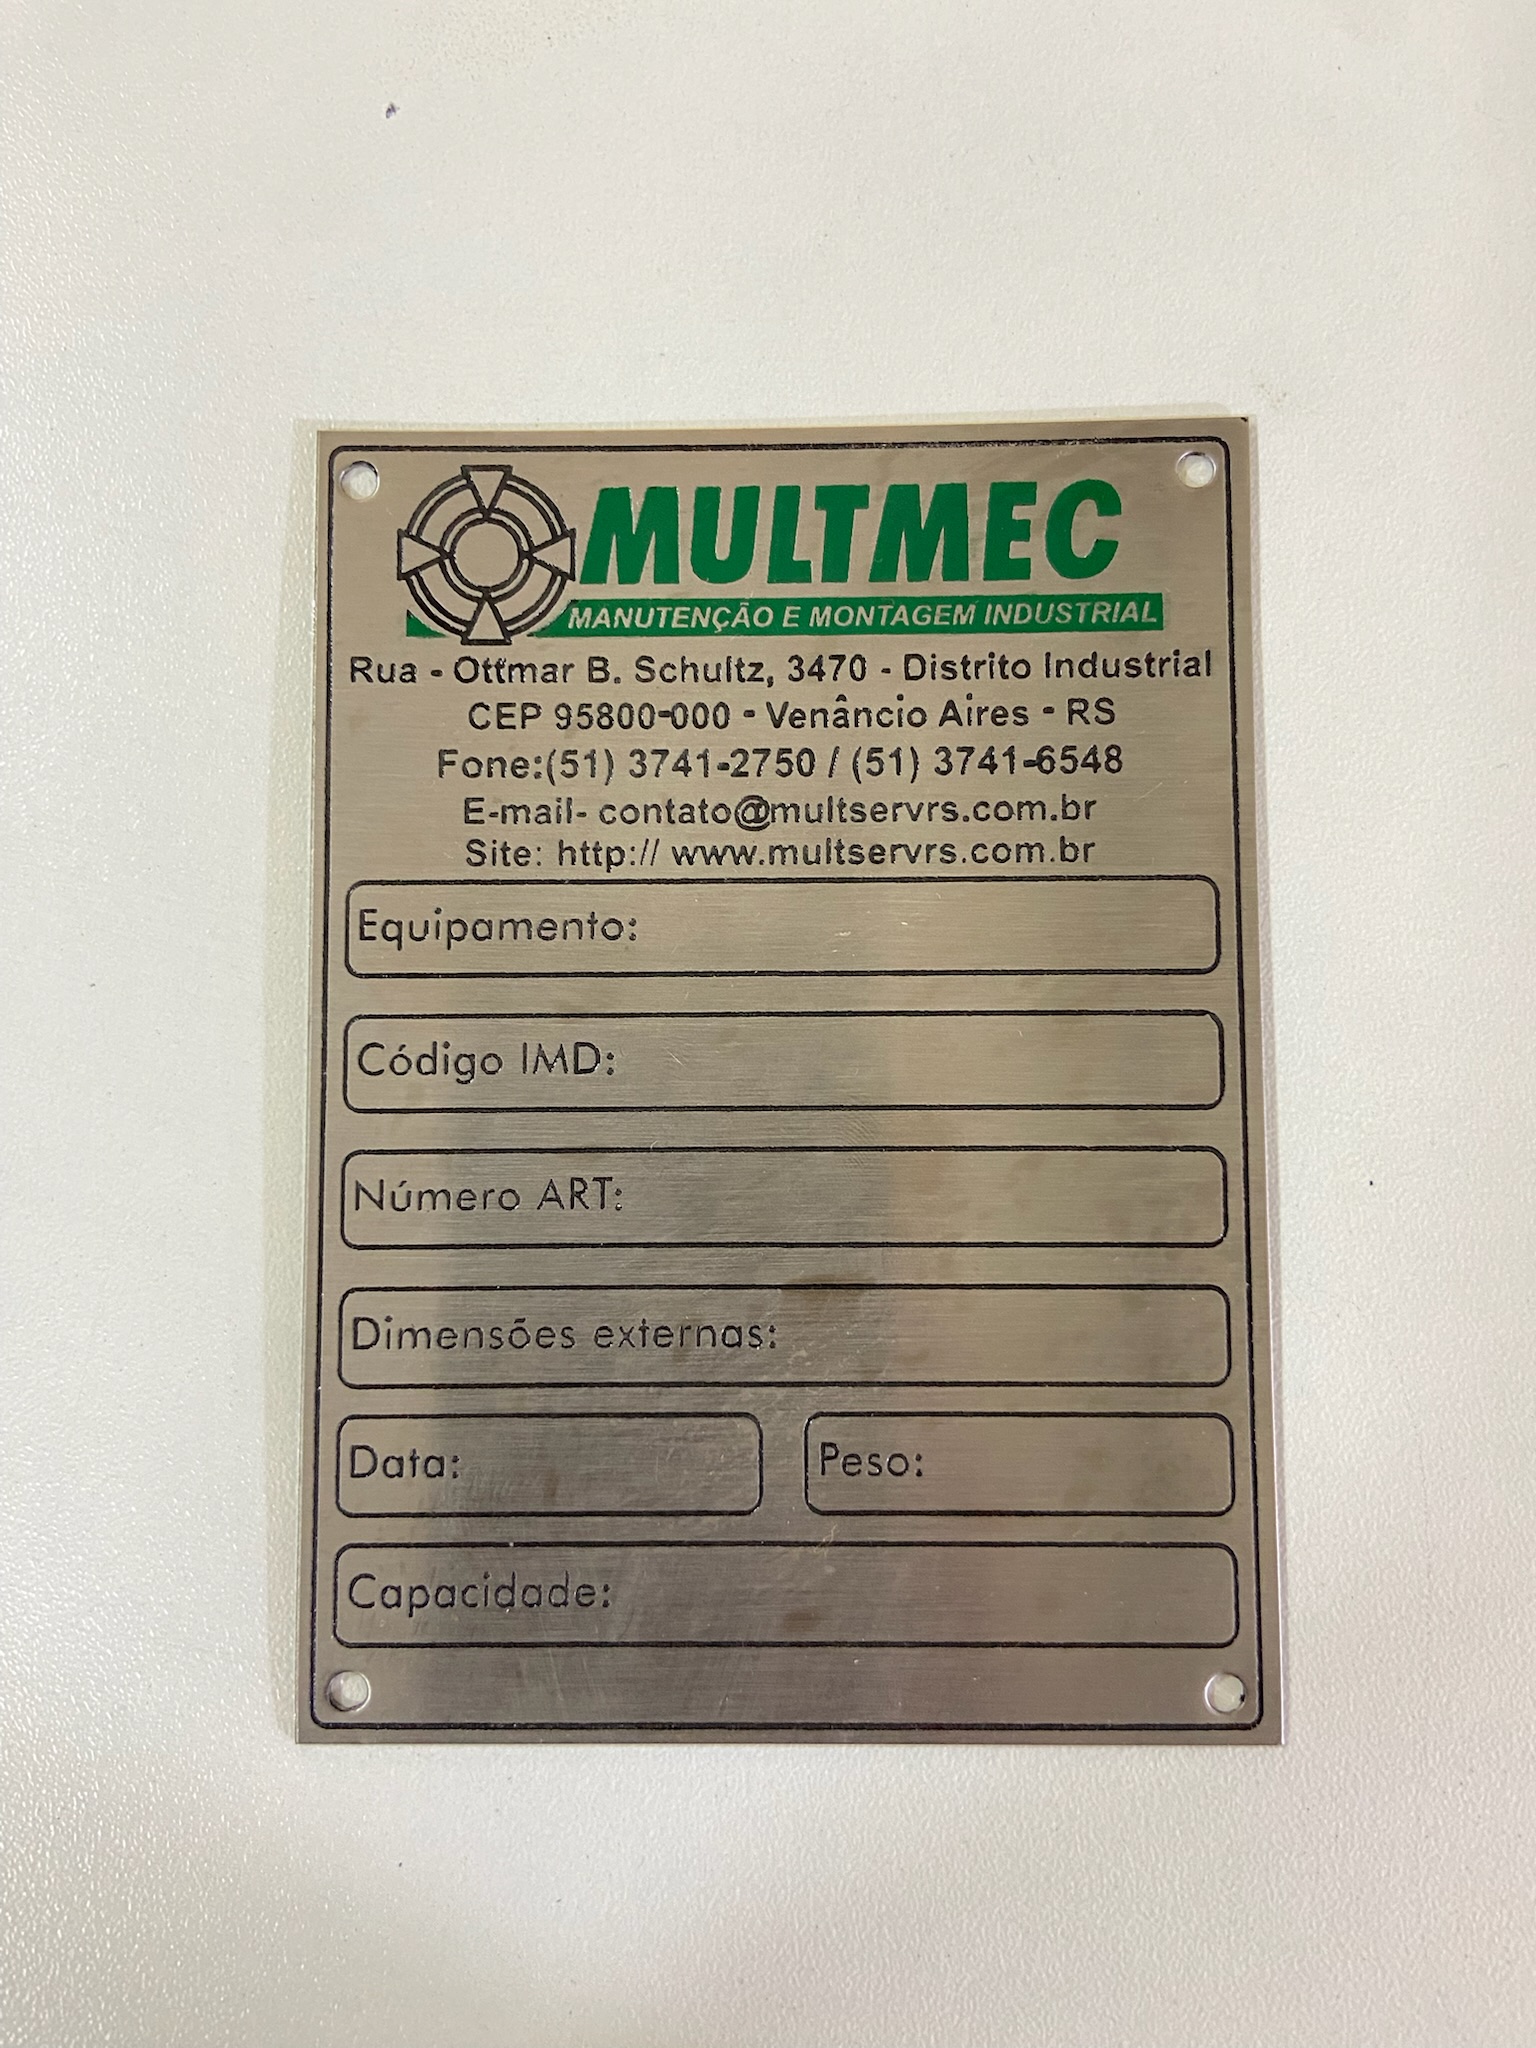 MULTMEC
MANUTENÇÃO E MONTAGEM INDUSTRIAL
Rua - Ottmar B. Schultz, 3470 - Distrito Industrial
CEP 95800-000 - Venâncio Aires - RS
Fone:(51) 3741-2750 / (51) 3741-6548
E-mail- contato@multservrs.com.br
Site: http:// www.multservrs.com.br
Equipamento:
Código IMD:
Número ART:
Dimensões externas:
Data: Peso:
Capacidade: